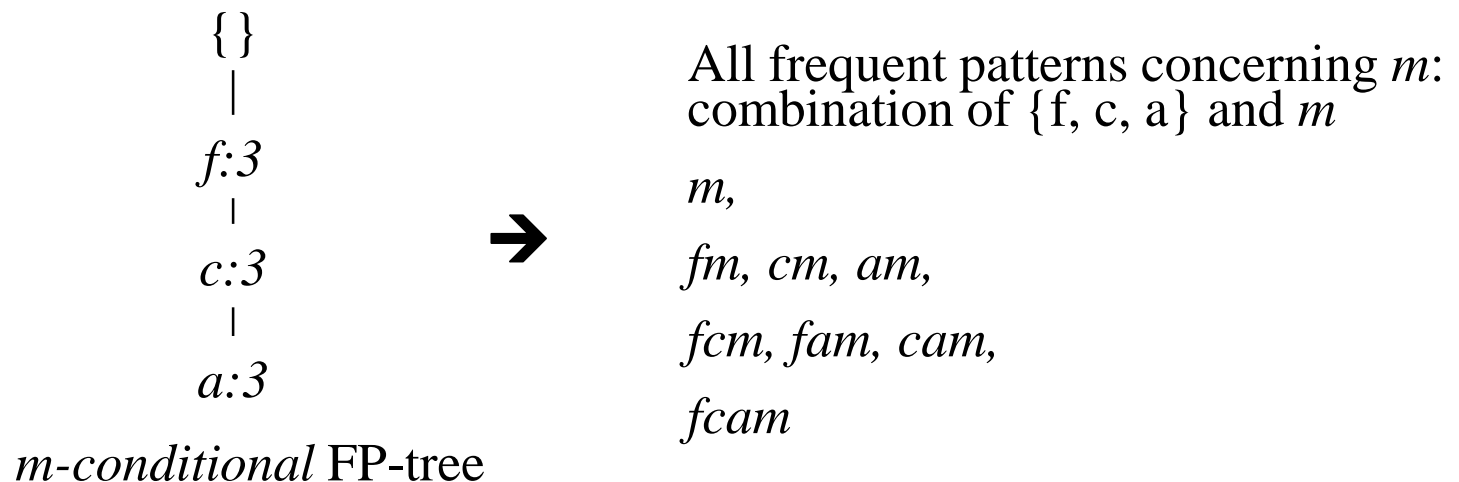 {}
f:3
c:3
a:3
m-conditional FP-tree
All frequent patterns concerning m:
combination of {f, c, a} and m
m,
fm, cm, am,
fcm, fam, cam,
fcam